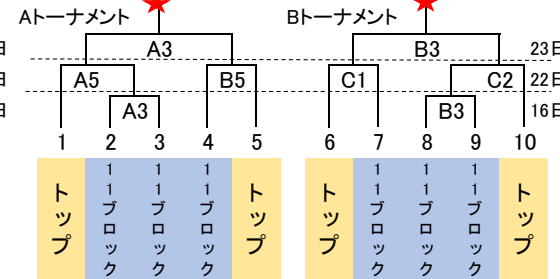 Aトーナメント Bトーナメント
日 A3 B3 23日
日 A5 B5 C1 C2 22日
日 A3 B3 16日
1 2 3 4 5 6 7 8 9 10
トップ 11ブロック 11ブロック 11ブロック トップ トップ 11ブロック 11ブロック 11ブロック トップ